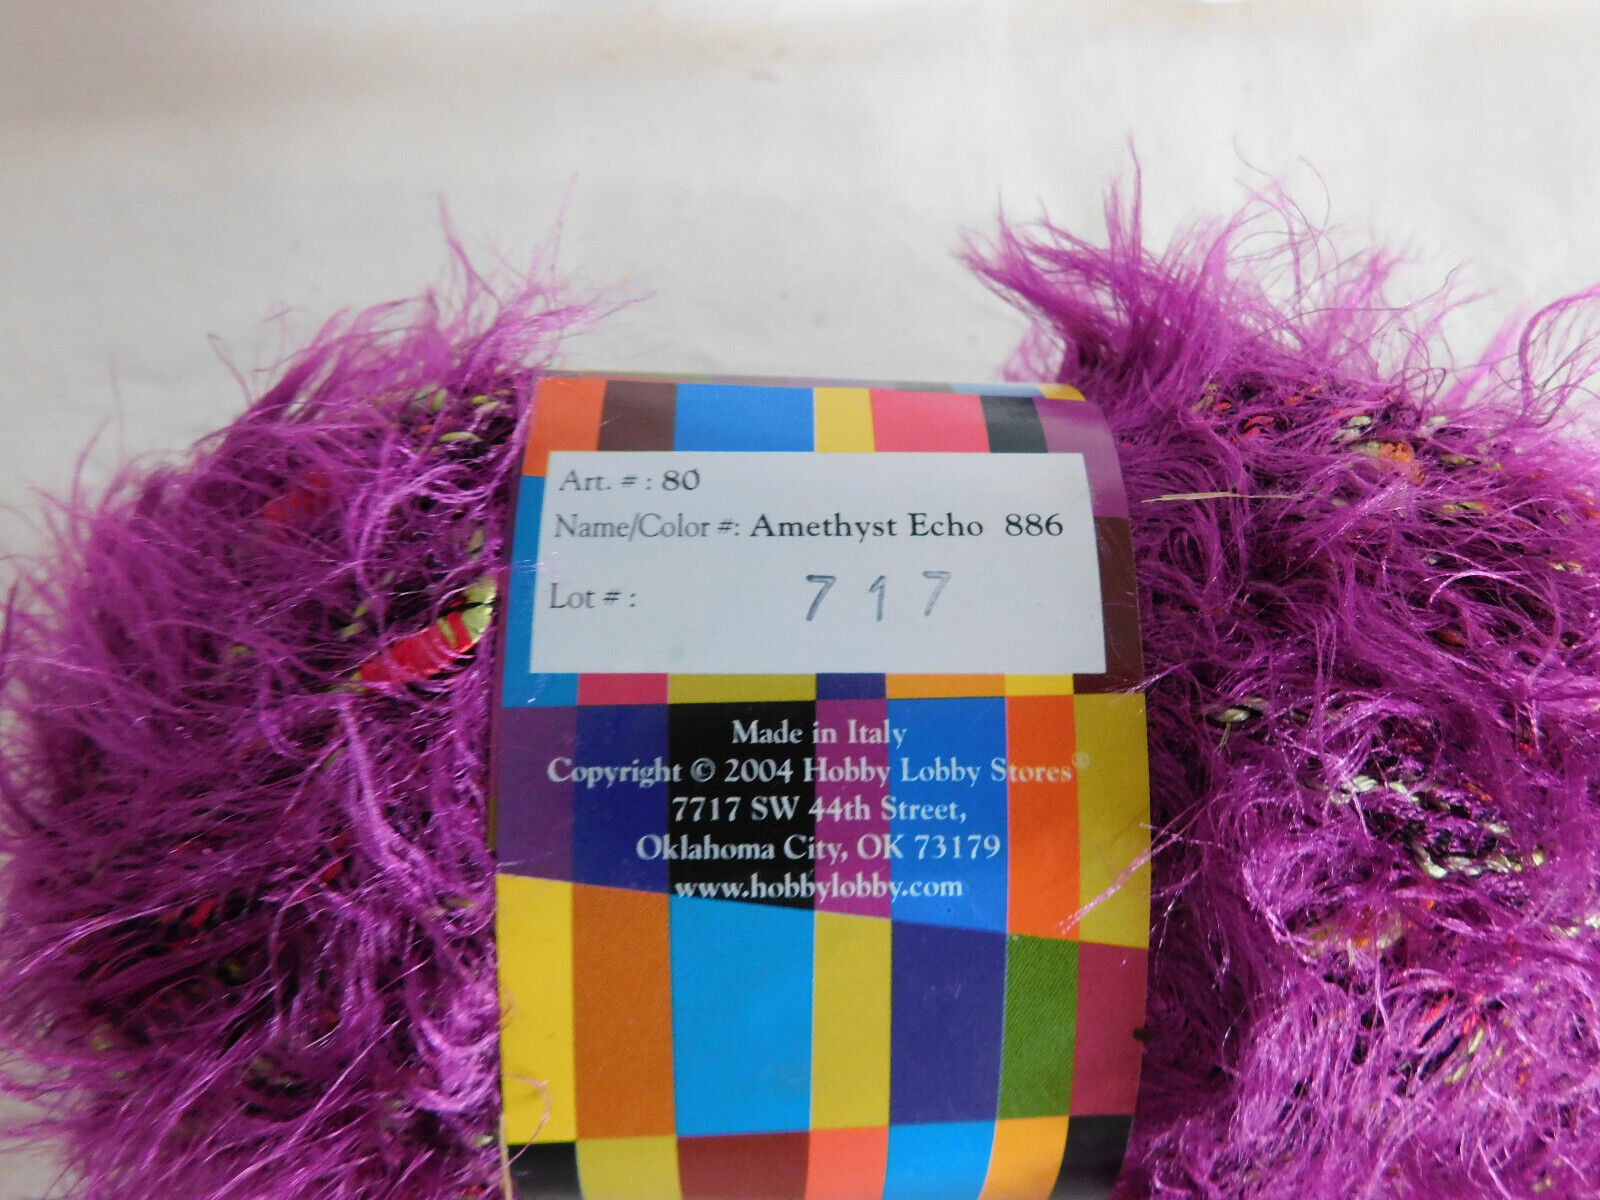 Art. # : 80
Name/Color #: Amethyst Echo 886
Lot # : 717
Made in Italy
Copyright © 2004 Hobby Lobby Stores®
7717 SW 44th Street,
Oklahoma City, OK 73179
www.hobbylobby.com